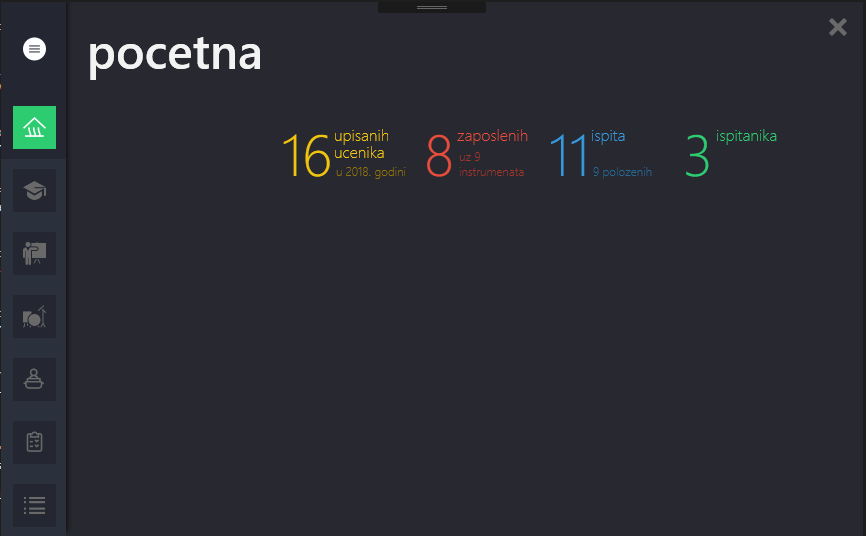 pocetna
16 upisanih
ucenika
u 2018. godini
8 zaposlenih
uz 9
instrumenata
11 ispita
9 polozenih
3 ispitanika